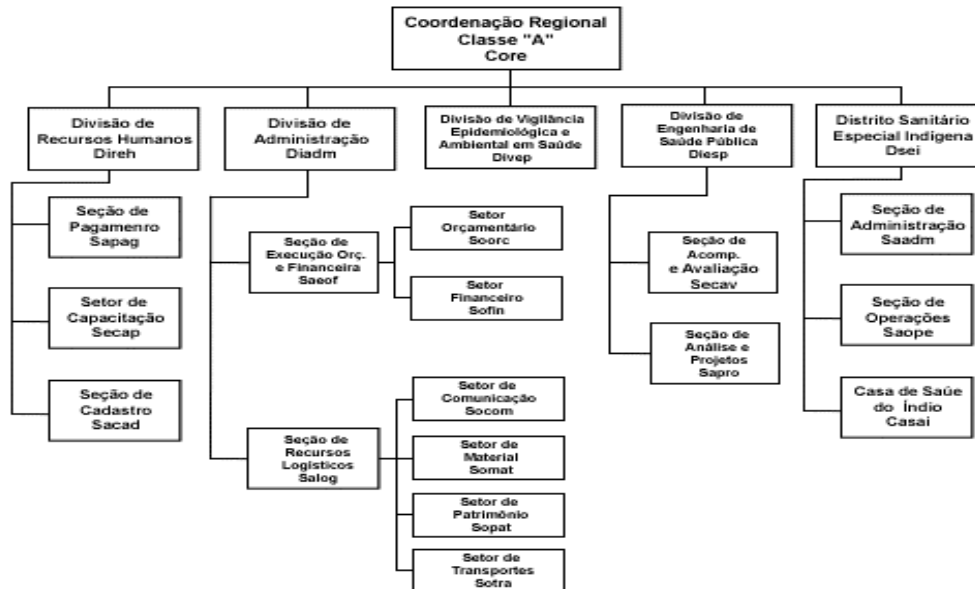 Coordenação Regional
Classe "A"
Core
Divisão de
Recursos Humanos
Direh
Divisão de
Administração
Diadm
Divisão de Vigilância
Epidemiológica e
Ambiental em Saúde
Divep
Divisão de
Engenharia de
Saúde Pública
Diesp
Distrito Sanitário
Especial Indígena
Dsei
Seção de
Pagamenro
Sapag
Setor de
Capacitação
Secap
Seção de
Cadastro
Sacad
Seção de
Execução Orç.
e Financeira
Saeof
Setor
Orçamentário
Soorc
Setor
Financeiro
Sofin
Seção de
Recursos
Logísticos
Salog
Setor de
Comunicação
Socom
Setor de
Material
Somat
Setor de
Patrimônio
Sopat
Setor de
Transportes
Sotra
Seção de
Acomp.
e Avaliação
Secav
Seção de
Análise e
Projetos
Sapro
Seção de
Administração
Saadm
Seção de
Operações
Saope
Casa de Saúe
do Índio
Casai